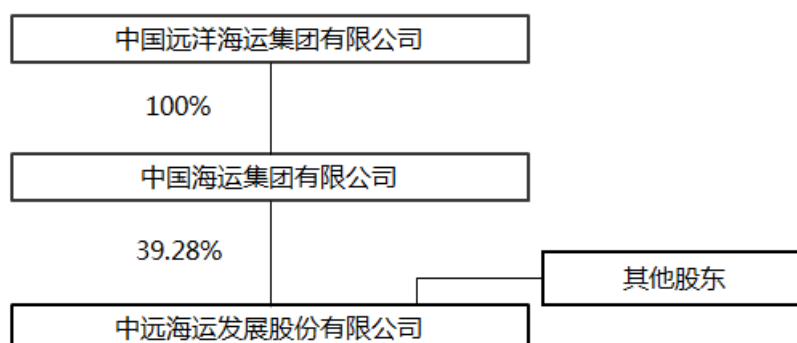 中国远洋海运集团有限公司
100%
中国海运集团有限公司
39.28%
其他股东
中远海运发展股份有限公司